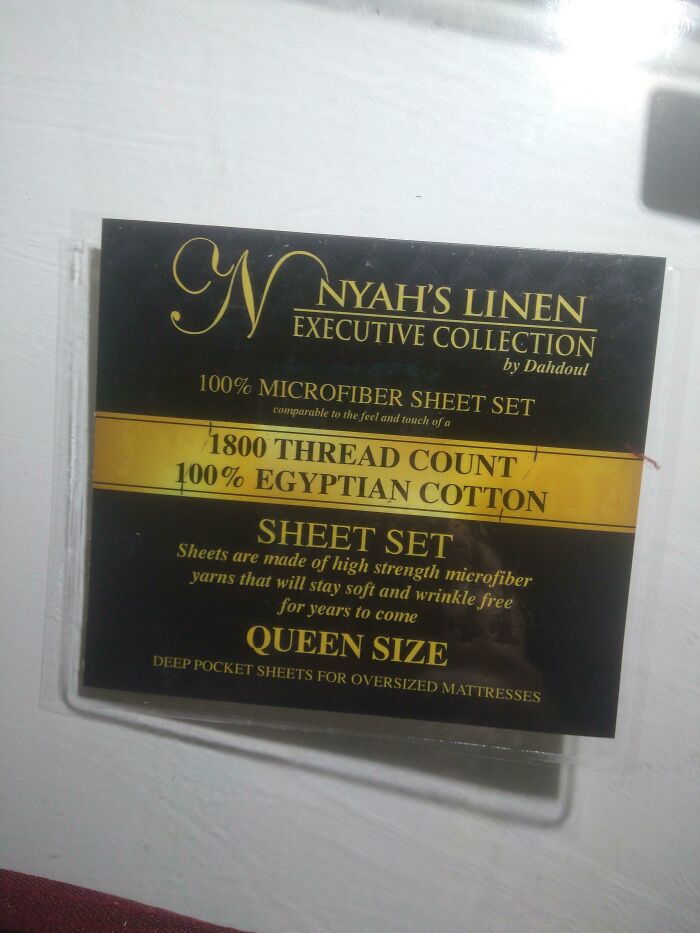 N NYAH'S LINEN
EXECUTIVE COLLECTION
by Dahdoul
100% MICROFIBER SHEET SET
comparable to the feel and touch of a
1800 THREAD COUNT
100% EGYPTIAN COTTON
SHEET SET
Sheets are made of high strength microfiber
yarns that will stay soft and wrinkle free
for years to come
QUEEN SIZE
DEEP POCKET SHEETS FOR OVERSIZED MATTRESSES